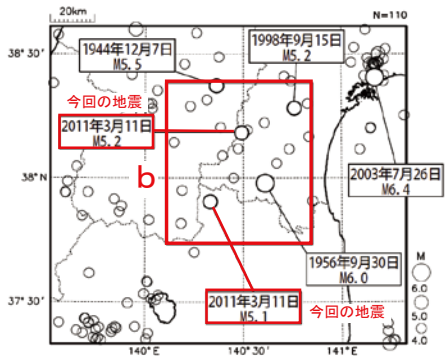 20km
N=110
38°30′
1944年12月7日
M5.5
1998年9月15日
M5.2
今回の地震
2011年3月11日
M5.2
b
2003年7月26日
M6.4
38°N
1956年9月30日
M6.0
2011年3月11日
M5.1
今回の地震
37°30′
M
6.0
5.0
4.0
140°E
140°30′
141°E